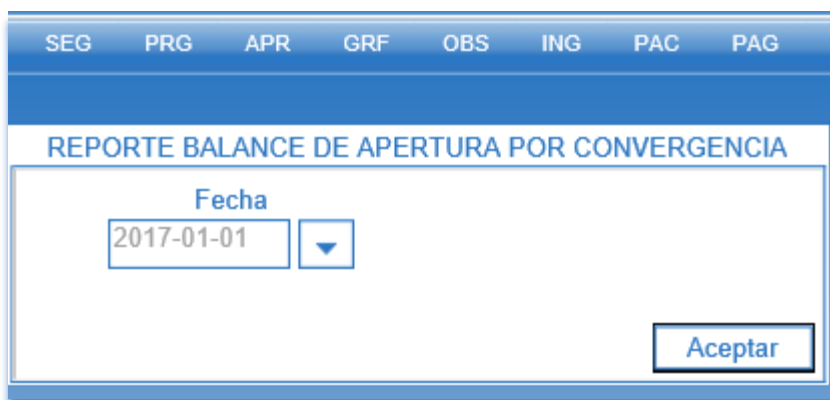 SEG PRG APR GRF OBS ING PAC PAG
REPORTE BALANCE DE APERTURA POR CONVERGENCIA
Fecha
2017-01-01
Aceptar